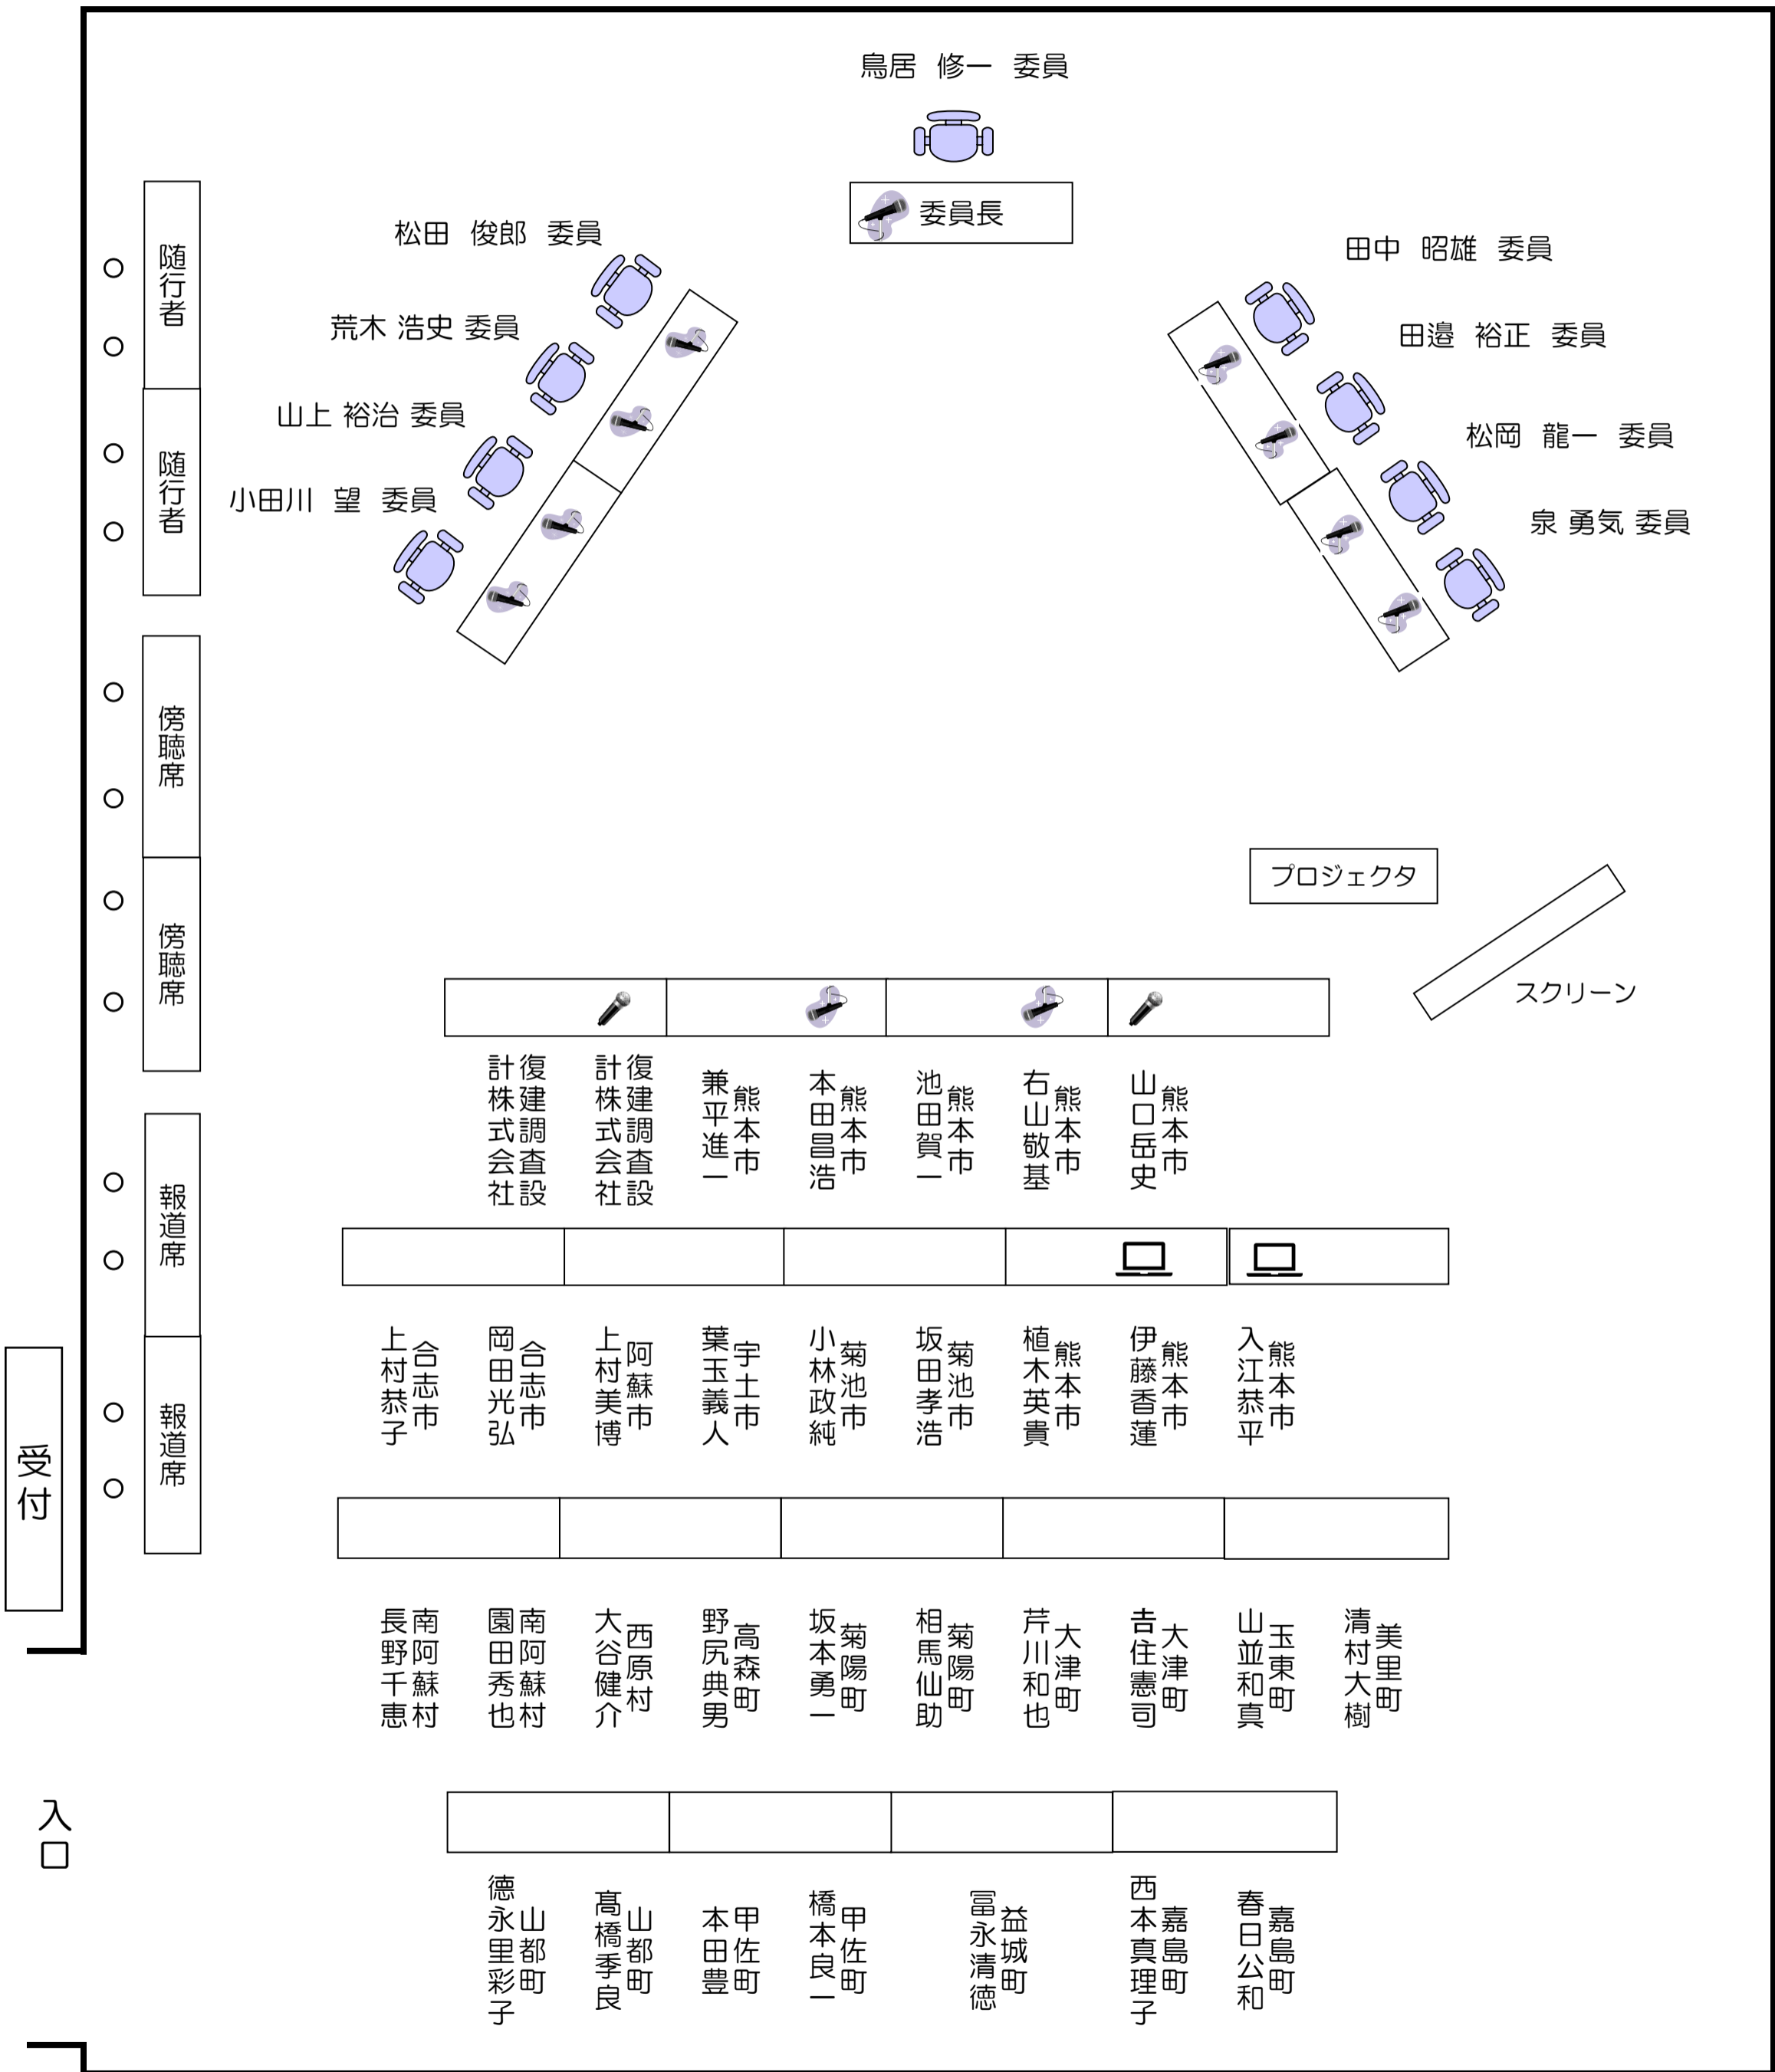 鳥居 修一 委員
委員長
松田 俊郎 委員
荒木 浩史 委員
山上 裕治 委員
小田川 望 委員
田中 昭雄 委員
田邉 裕正 委員
松岡 龍一 委員
泉 勇気 委員
随行者
随行者
傍聴席
傍聴席
報道席
報道席
受付
入口
プロジェクタ
スクリーン
熊本市
山口岳史
熊本市
右山敬基
熊本市
池田賀一
熊本市
本田昌浩
熊本市
兼平進一
復建調査設
計株式会社
復建調査設
計株式会社
熊本市
入江恭平
熊本市
伊藤香蓮
熊本市
植木英貴
菊池市
坂田孝浩
菊池市
小林政純
宇土市
葉玉義人
阿蘇市
上村美博
合志市
岡田光弘
合志市
上村恭子
美里町
清村大樹
玉東町
山並和真
大津町
𠮷住憲司
大津町
芹川和也
菊陽町
相馬仙助
菊陽町
坂本勇一
高森町
野尻典男
西原村
大谷健介
南阿蘇村
園田秀也
南阿蘇村
長野千恵
嘉島町
春日公和
嘉島町
西本真理子
益城町
冨永清徳
甲佐町
橋本良一
甲佐町
本田豊
山都町
髙橋季良
山都町
德永里彩子